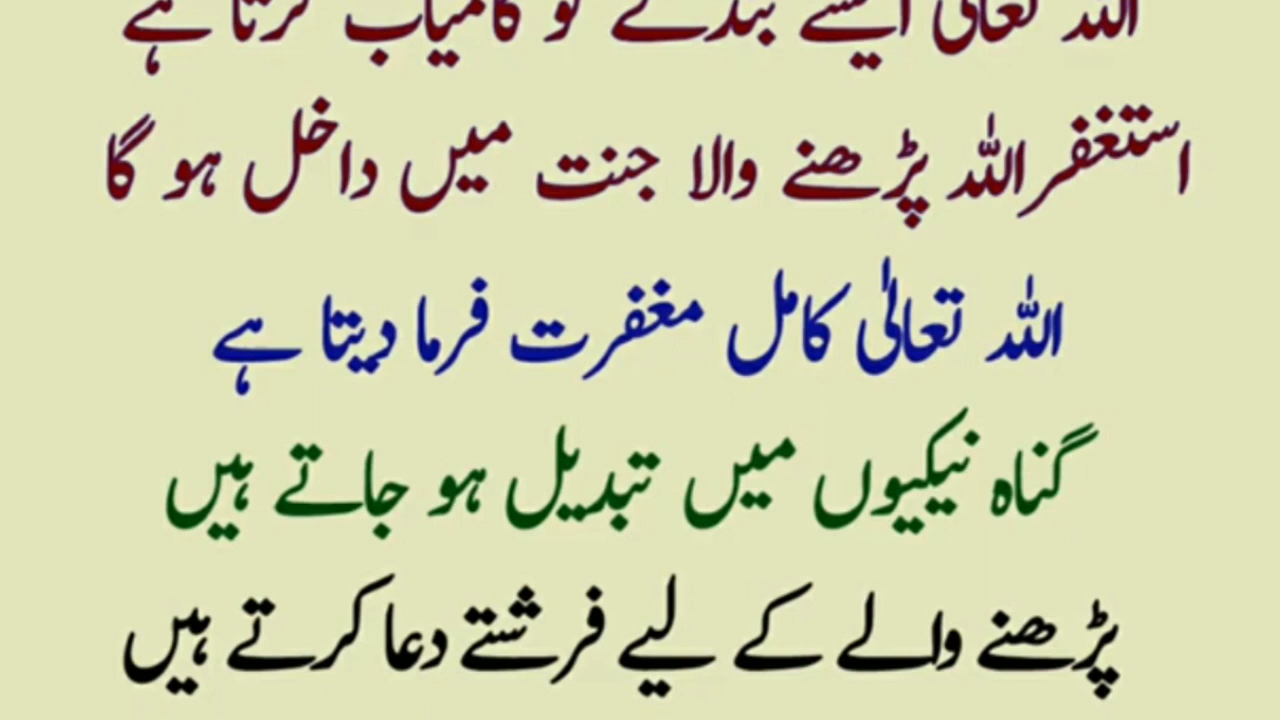 اللہ تعالیٰ ایسے بندے کو کامیاب کرتا ہے
استغفراللہ پڑھنے والا جنت میں داخل ہو گا
اللہ تعالیٰ کامل مغفرت فرما دیتا ہے
گناہ نیکیوں میں تبدیل ہو جاتے ہیں
پڑھنے والے کے لیے فرشتے دعا کرتے ہیں